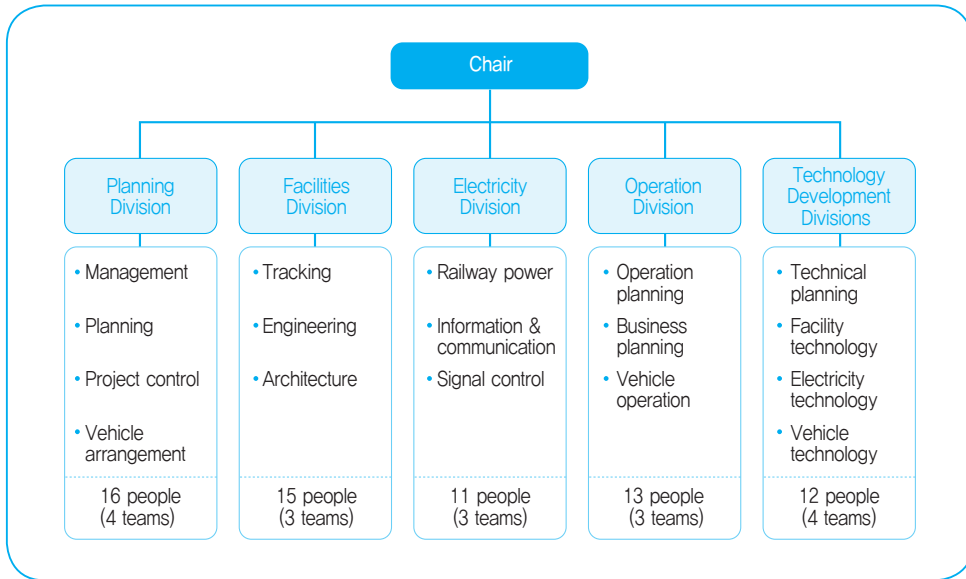 Chair
Planning
Division
• Management
• Planning
• Project control
• Vehicle
arrangement
16 people
(4 teams)
Facilities
Division
• Tracking
• Engineering
• Architecture
15 people
(3 teams)
Electricity
Division
• Railway power
• Information &
communication
• Signal control
11 people
(3 teams)
Operation
Division
• Operation
planning
• Business
planning
• Vehicle
operation
13 people
(3 teams)
Technology
Development
Divisions
• Technical
planning
• Facility
technology
• Electricity
technology
• Vehicle
technology
12 people
(4 teams)